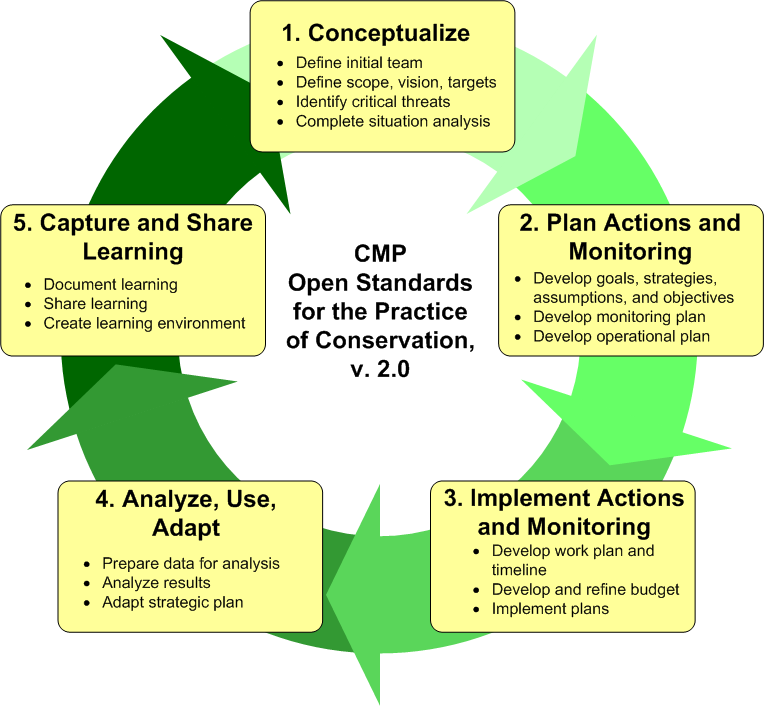 1. Conceptualize
• Define initial team
• Define scope, vision, targets
• Identify critical threats
• Complete situation analysis
2. Plan Actions and
Monitoring
• Develop goals, strategies,
assumptions, and objectives
• Develop monitoring plan
• Develop operational plan
3. Implement Actions
and Monitoring
• Develop work plan and
timeline
• Develop and refine budget
• Implement plans
4. Analyze, Use,
Adapt
• Prepare data for analysis
• Analyze results
• Adapt strategic plan
5. Capture and Share
Learning
• Document learning
• Share learning
• Create learning environment
CMP
Open Standards
for the Practice
of Conservation,
v. 2.0